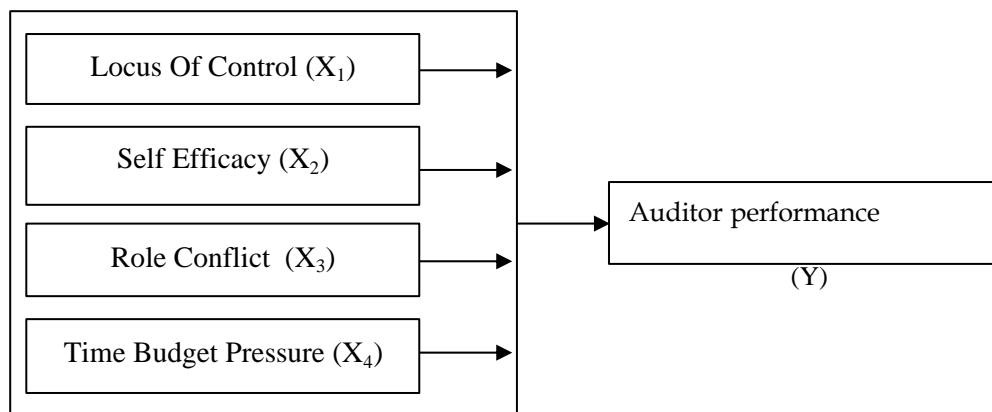 Locus Of Control (X₁)
Self Efficacy (X₂)
Role Conflict (X₃)
Time Budget Pressure (X₄)
Auditor performance
(Y)